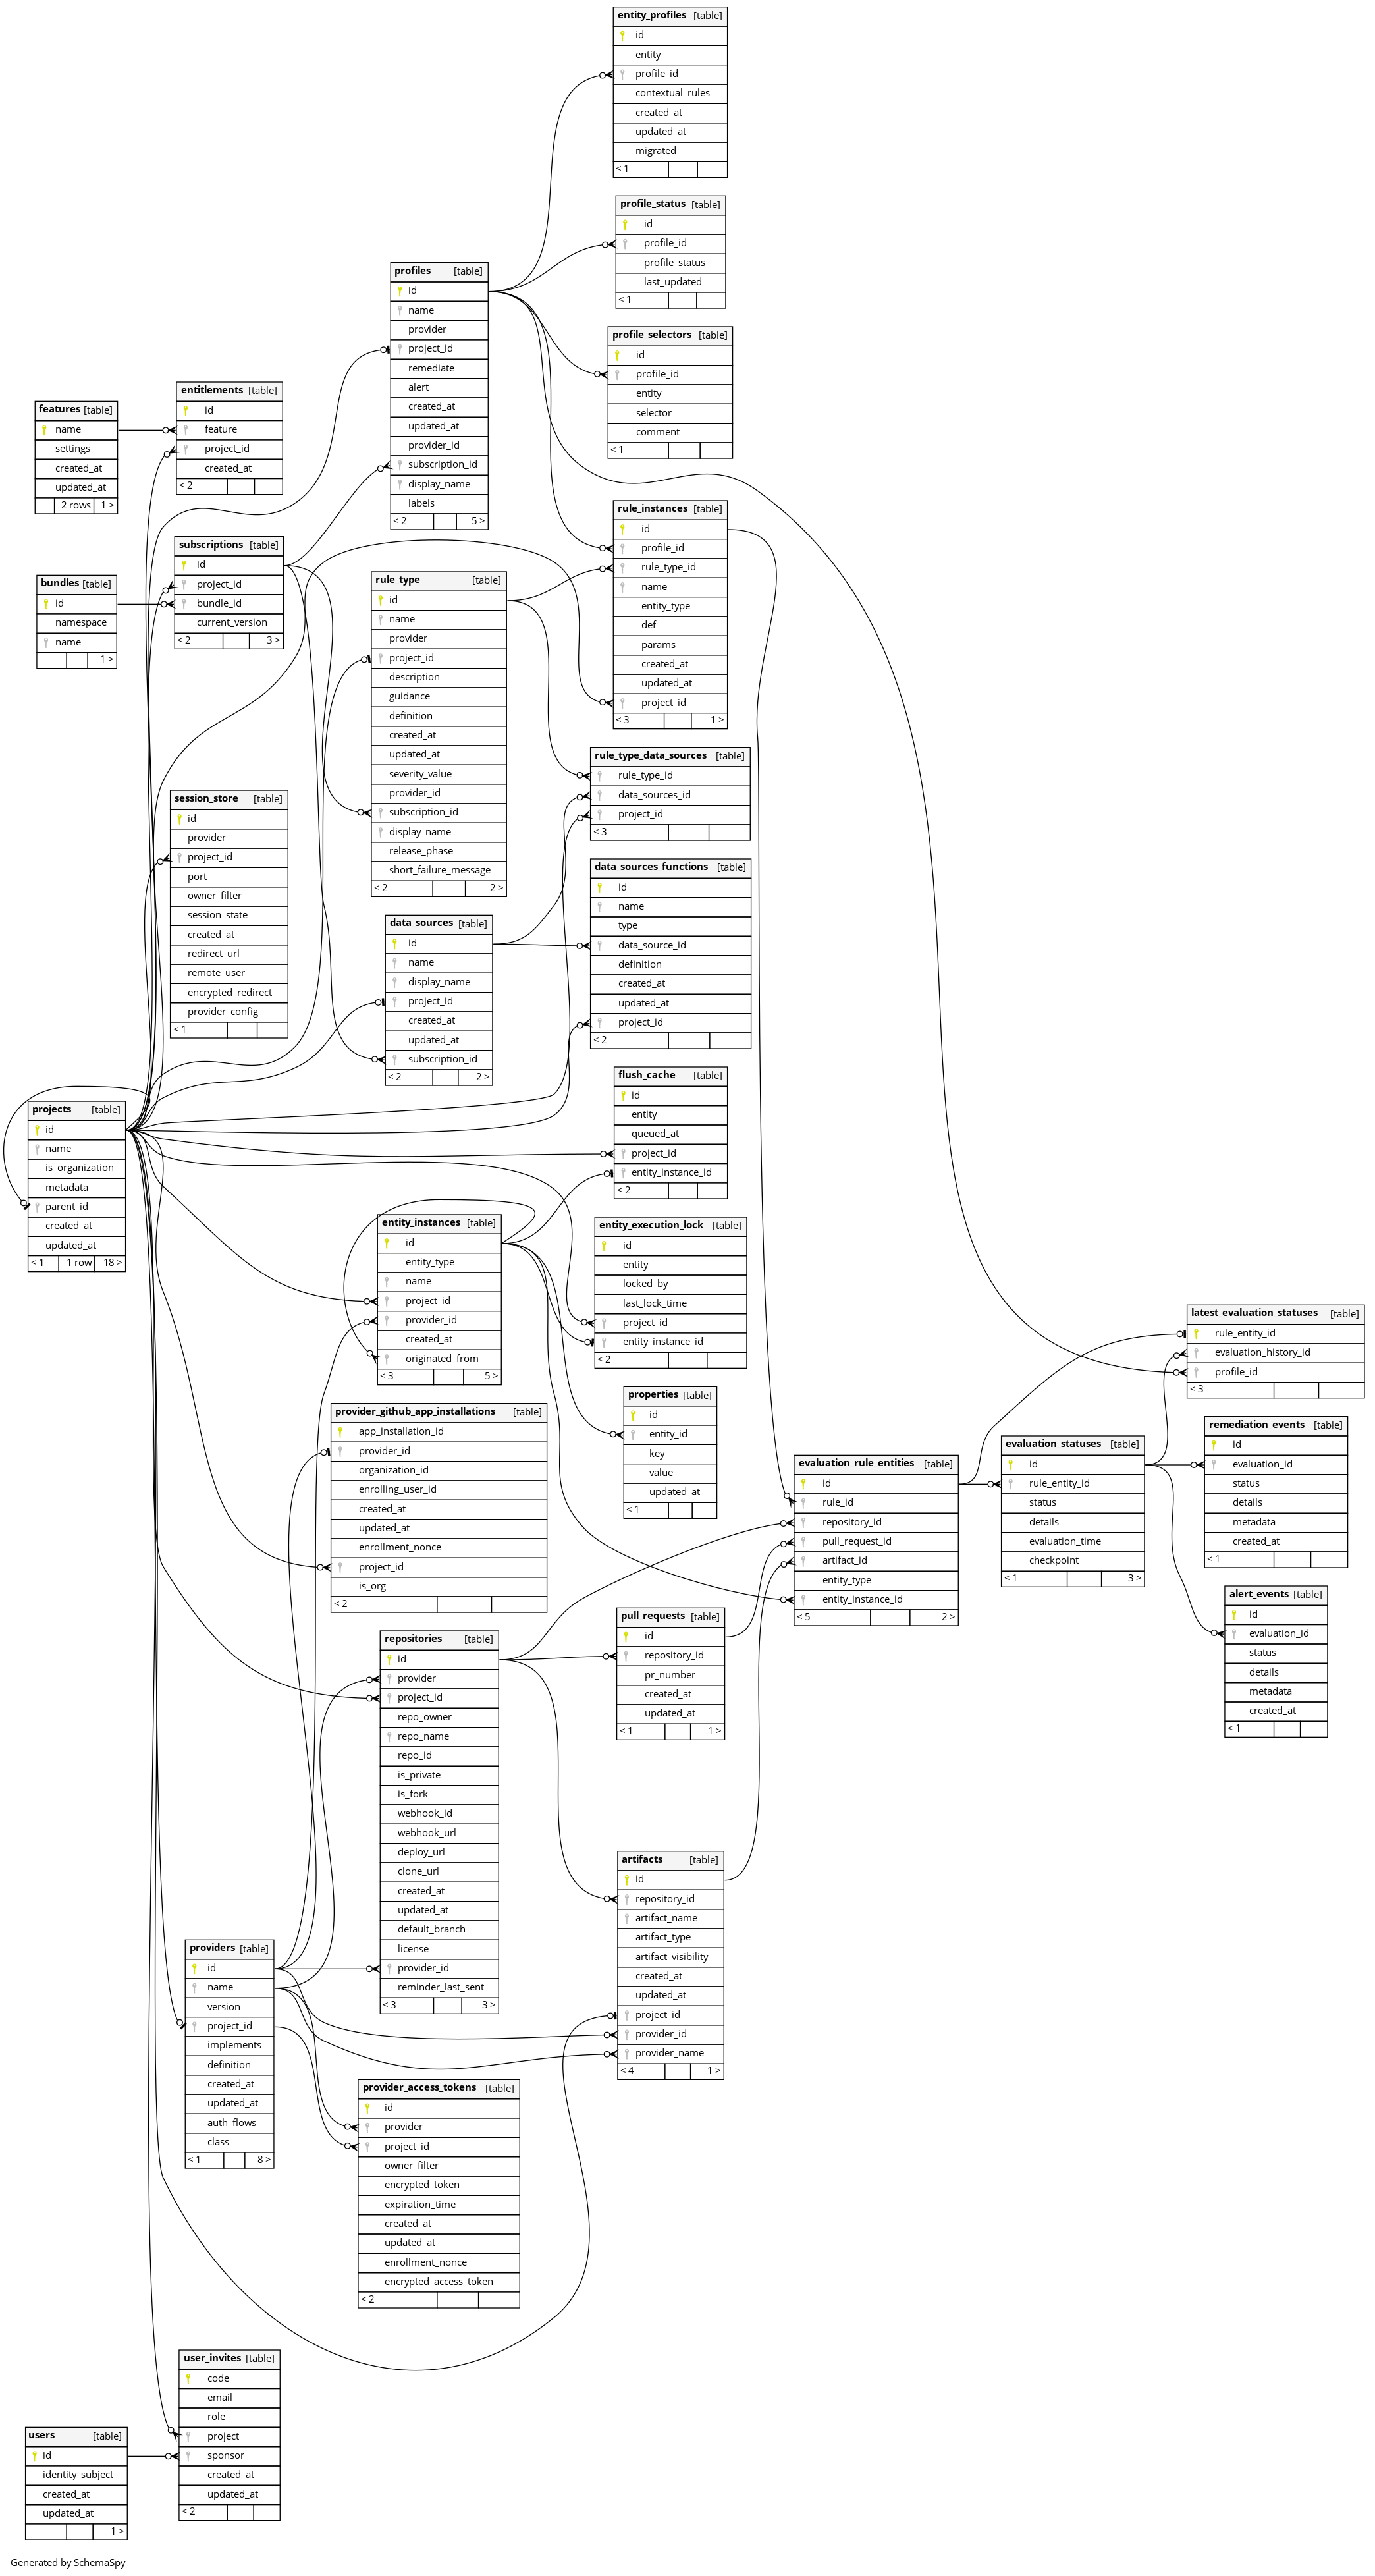 entity_profiles [table]
id
entity
profile_id
contextual_rules
created_at
updated_at
migrated
< 1
profile_status [table]
id
profile_id
profile_status
last_updated
< 1
profiles [table]
id
name
provider
project_id
remediate
alert
created_at
updated_at
provider_id
subscription_id
display_name
labels
< 2 5 >
profile_selectors [table]
id
profile_id
entity
selector
comment
< 1
entitlements [table]
id
feature
project_id
created_at
< 2
features [table]
name
settings
created_at
updated_at
2 rows 1 >
rule_instances [table]
id
profile_id
rule_type_id
name
entity_type
def
params
created_at
updated_at
project_id
< 3 1 >
subscriptions [table]
id
project_id
bundle_id
current_version
< 2 3 >
bundles [table]
id
namespace
name
1 >
rule_type [table]
id
name
provider
project_id
description
guidance
definition
created_at
updated_at
severity_value
provider_id
subscription_id
display_name
release_phase
short_failure_message
< 2 2 >
rule_type_data_sources [table]
rule_type_id
data_sources_id
project_id
< 3
session_store [table]
id
provider
project_id
port
owner_filter
session_state
created_at
redirect_url
remote_user
encrypted_redirect
provider_config
< 1
data_sources_functions [table]
id
name
type
data_source_id
definition
created_at
updated_at
project_id
< 2
data_sources [table]
id
name
display_name
project_id
created_at
updated_at
subscription_id
< 2 2 >
flush_cache [table]
id
entity
queued_at
project_id
entity_instance_id
< 2
projects [table]
id
name
is_organization
metadata
parent_id
created_at
updated_at
< 1 1 row 18 >
entity_instances [table]
id
entity_type
name
project_id
provider_id
created_at
originated_from
< 3 5 >
entity_execution_lock [table]
id
entity
locked_by
last_lock_time
project_id
entity_instance_id
< 2
latest_evaluation_statuses [table]
rule_entity_id
evaluation_history_id
profile_id
< 3
properties [table]
id
entity_id
key
value
updated_at
< 1
provider_github_app_installations [table]
app_installation_id
provider_id
organization_id
enrolling_user_id
created_at
updated_at
enrollment_nonce
project_id
is_org
< 2
remediation_events [table]
id
evaluation_id
status
details
metadata
created_at
< 1
evaluation_statuses [table]
id
rule_entity_id
status
details
evaluation_time
checkpoint
< 1 3 >
evaluation_rule_entities [table]
id
rule_id
repository_id
pull_request_id
artifact_id
entity_type
entity_instance_id
< 5 2 >
alert_events [table]
id
evaluation_id
status
details
metadata
created_at
< 1
pull_requests [table]
id
repository_id
pr_number
created_at
updated_at
< 1 1 >
repositories [table]
id
provider
project_id
repo_owner
repo_name
repo_id
is_private
is_fork
webhook_id
webhook_url
deploy_url
clone_url
created_at
updated_at
default_branch
license
provider_id
reminder_last_sent
< 3 3 >
artifacts [table]
id
repository_id
artifact_name
artifact_type
artifact_visibility
created_at
updated_at
project_id
provider_id
provider_name
< 4 1 >
providers [table]
id
name
version
project_id
implements
definition
created_at
updated_at
auth_flows
class
< 1 8 >
provider_access_tokens [table]
id
provider
project_id
owner_filter
encrypted_token
expiration_time
created_at
updated_at
enrollment_nonce
encrypted_access_token
< 2
user_invites [table]
code
email
role
project
sponsor
created_at
updated_at
< 2
users [table]
id
identity_subject
created_at
updated_at
1 >
Generated by SchemaSpy